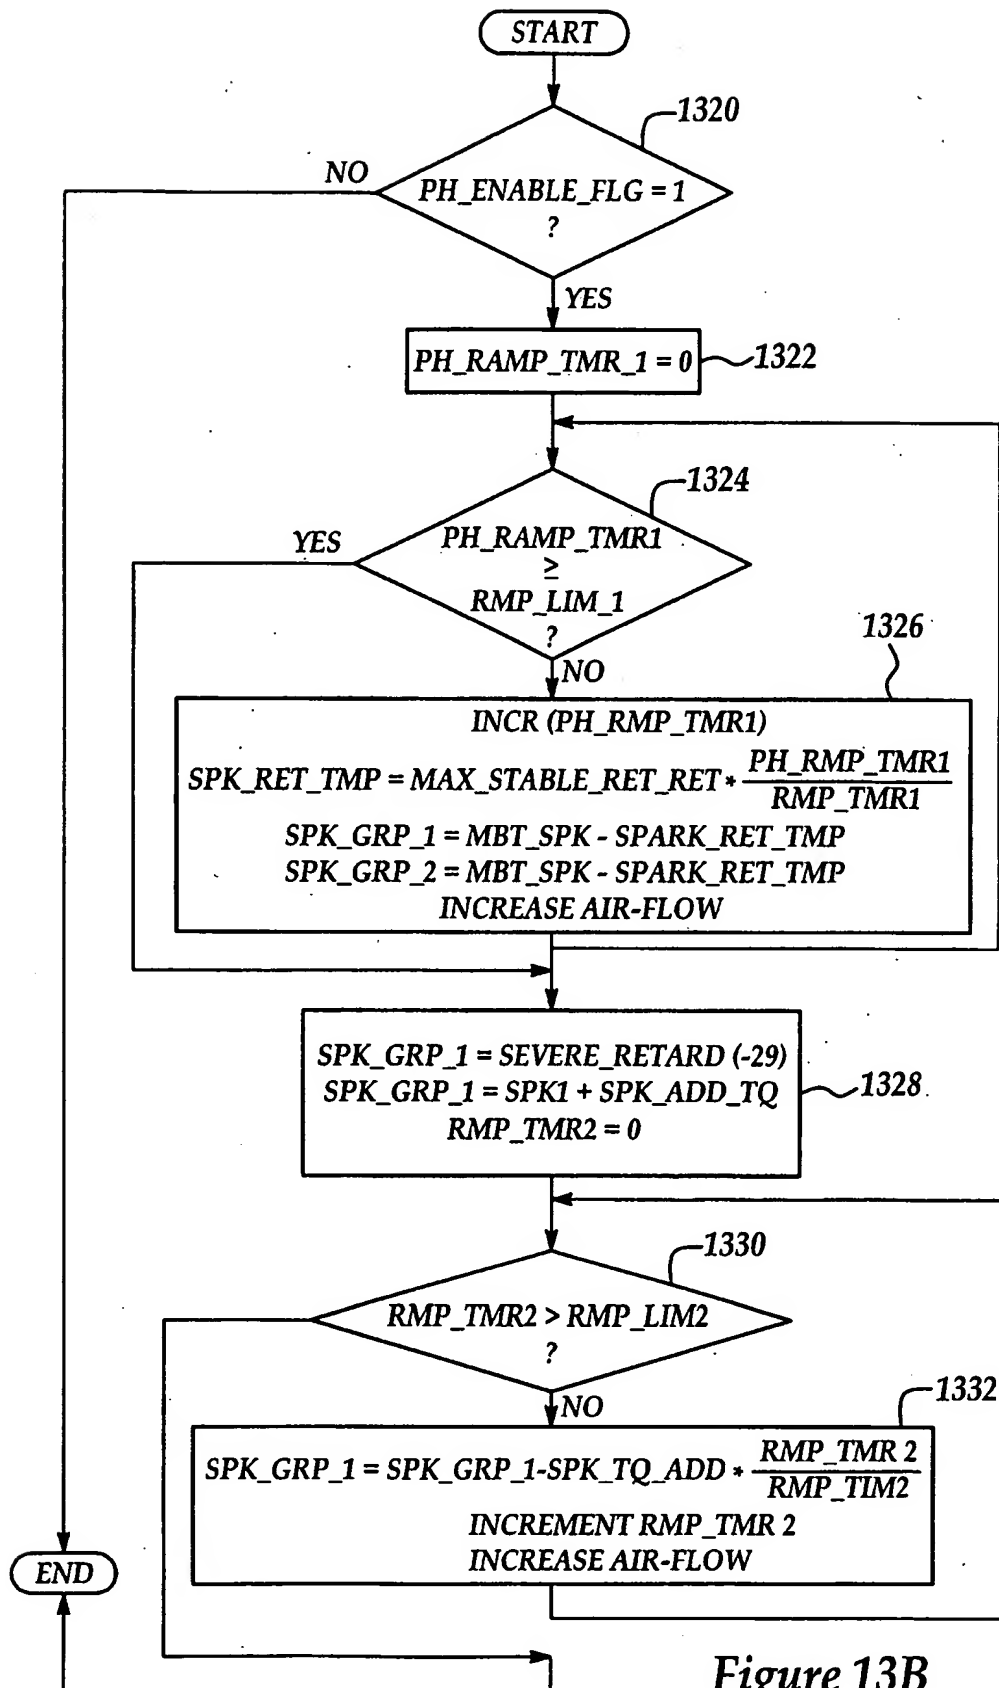 START
1320
NO
PH_ENABLE_FLG = 1
?
YES
PH_RAMP_TMR_1 = 0
1322
1324
YES
PH_RAMP_TMR1
≥
RMP_LIM_1
?
NO
1326
INCR (PH_RMP_TMR1)
SPK_RET_TMP = MAX_STABLE_RET_RET * PH_RMP_TMR1
RMP_TMR1
SPK_GRP_1 = MBT_SPK - SPARK_RET_TMP
SPK_GRP_2 = MBT_SPK - SPARK_RET_TMP
INCREASE AIR-FLOW
SPK_GRP_1 = SEVERE_RETARD (-29)
SPK_GRP_1 = SPK1 + SPK_ADD_TQ
RMP_TMR2 = 0
1328
1330
RMP_TMR2 > RMP_LIM2
?
NO
1332
SPK_GRP_1 = SPK_GRP_1-SPK_TQ_ADD * RMP_TMR 2
RMP_TIM2
INCREMENT RMP_TMR 2
INCREASE AIR-FLOW
END
Figure 13B